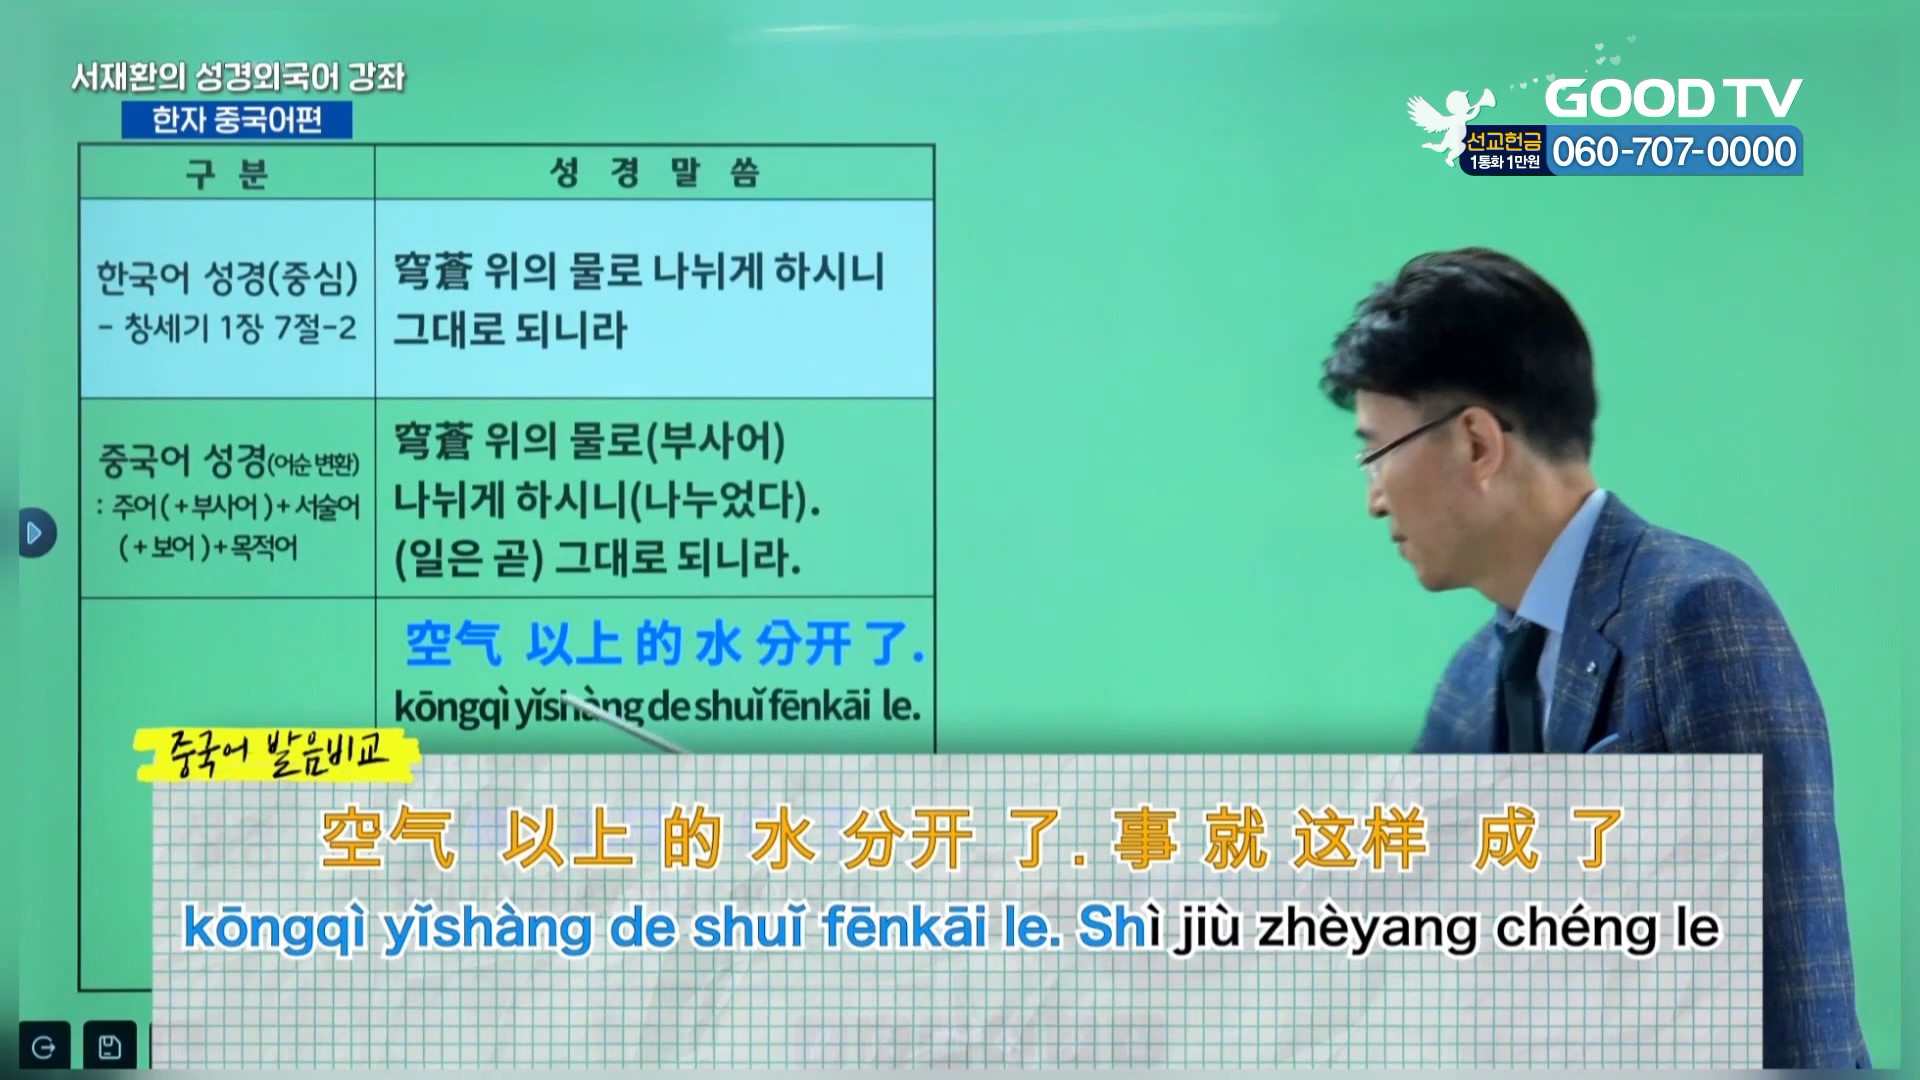 서재환의 성경외국어 강좌
한자 중국어편
GOOD TV
선교헌금
1통화 1만원
060-707-0000
구 분
성 경 말 씀
한국어 성경(중심)
- 창세기 1장 7절-2
穹蒼 위의 물로 나뉘게 하시니
그대로 되니라
중국어 성경(어순 변환)
: 주어(+부사어)+서술어
(+보어)+목적어
穹蒼 위의 물로(부사어)
나뉘게 하시니(나누었다).
(일은 곧) 그대로 되니라.
空气 以上 的 水 分开 了.
kōngqì yǐshàng de shuǐ fēnkāi le.
중국어 발음비교
空气 以上 的 水 分开 了. 事 就 这样 成 了
kōngqì yǐshàng de shuǐ fēnkāi le. Shì jiù zhèyang chéng le